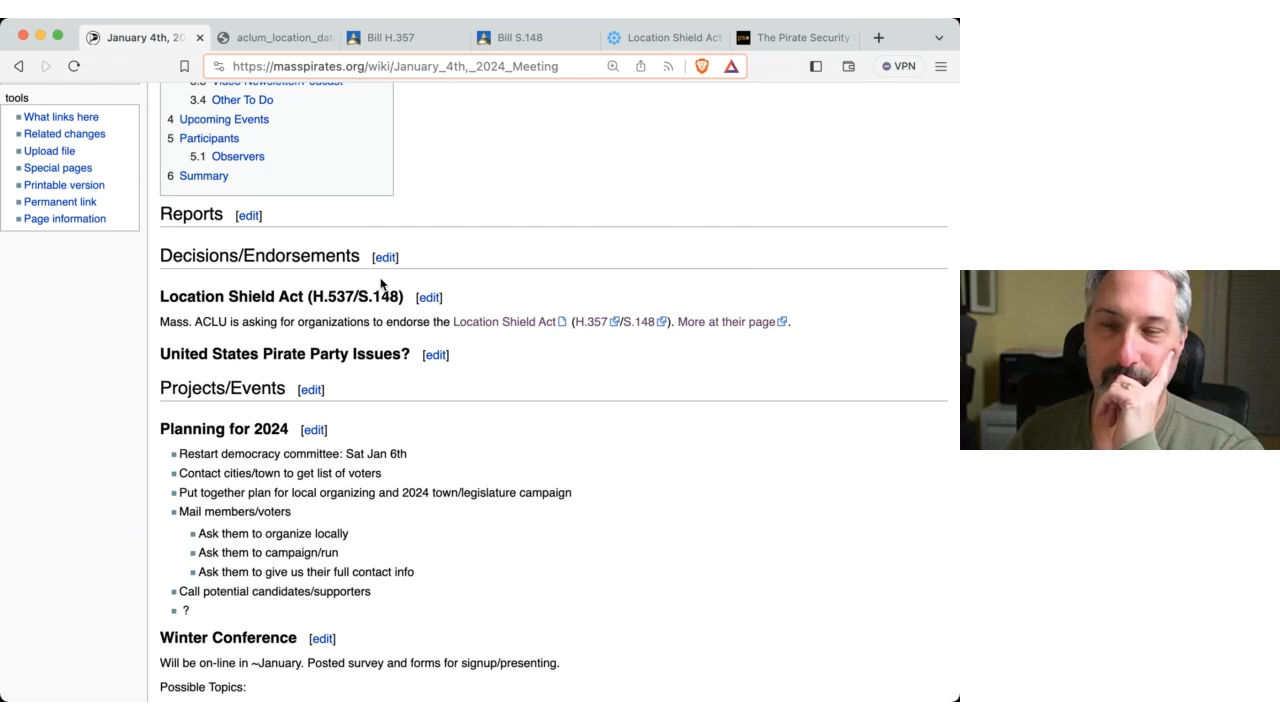 January 4th, 20
aclum_location_dat
Bill H.357
Bill S.148
Location Shield Act
The Pirate Security
https://masspirates.org/wiki/January_4th,_2024_Meeting
VPN
tools
What links here
Related changes
Upload file
Special pages
Printable version
Permanent link
Page information
3.4 Other To Do
4 Upcoming Events
5 Participants
5.1 Observers
6 Summary
Reports [edit]
Decisions/Endorsements [edit]
Location Shield Act (H.537/S.148) [edit]
Mass. ACLU is asking for organizations to endorse the Location Shield Act (H.357/S.148). More at their page.
United States Pirate Party Issues? [edit]
Projects/Events [edit]
Planning for 2024 [edit]
Restart democracy committee: Sat Jan 6th
Contact cities/town to get list of voters
Put together plan for local organizing and 2024 town/legislature campaign
Mail members/voters
Ask them to organize locally
Ask them to campaign/run
Ask them to give us their full contact info
Call potential candidates/supporters
?
Winter Conference [edit]
Will be on-line in ~January. Posted survey and forms for signup/presenting.
Possible Topics: